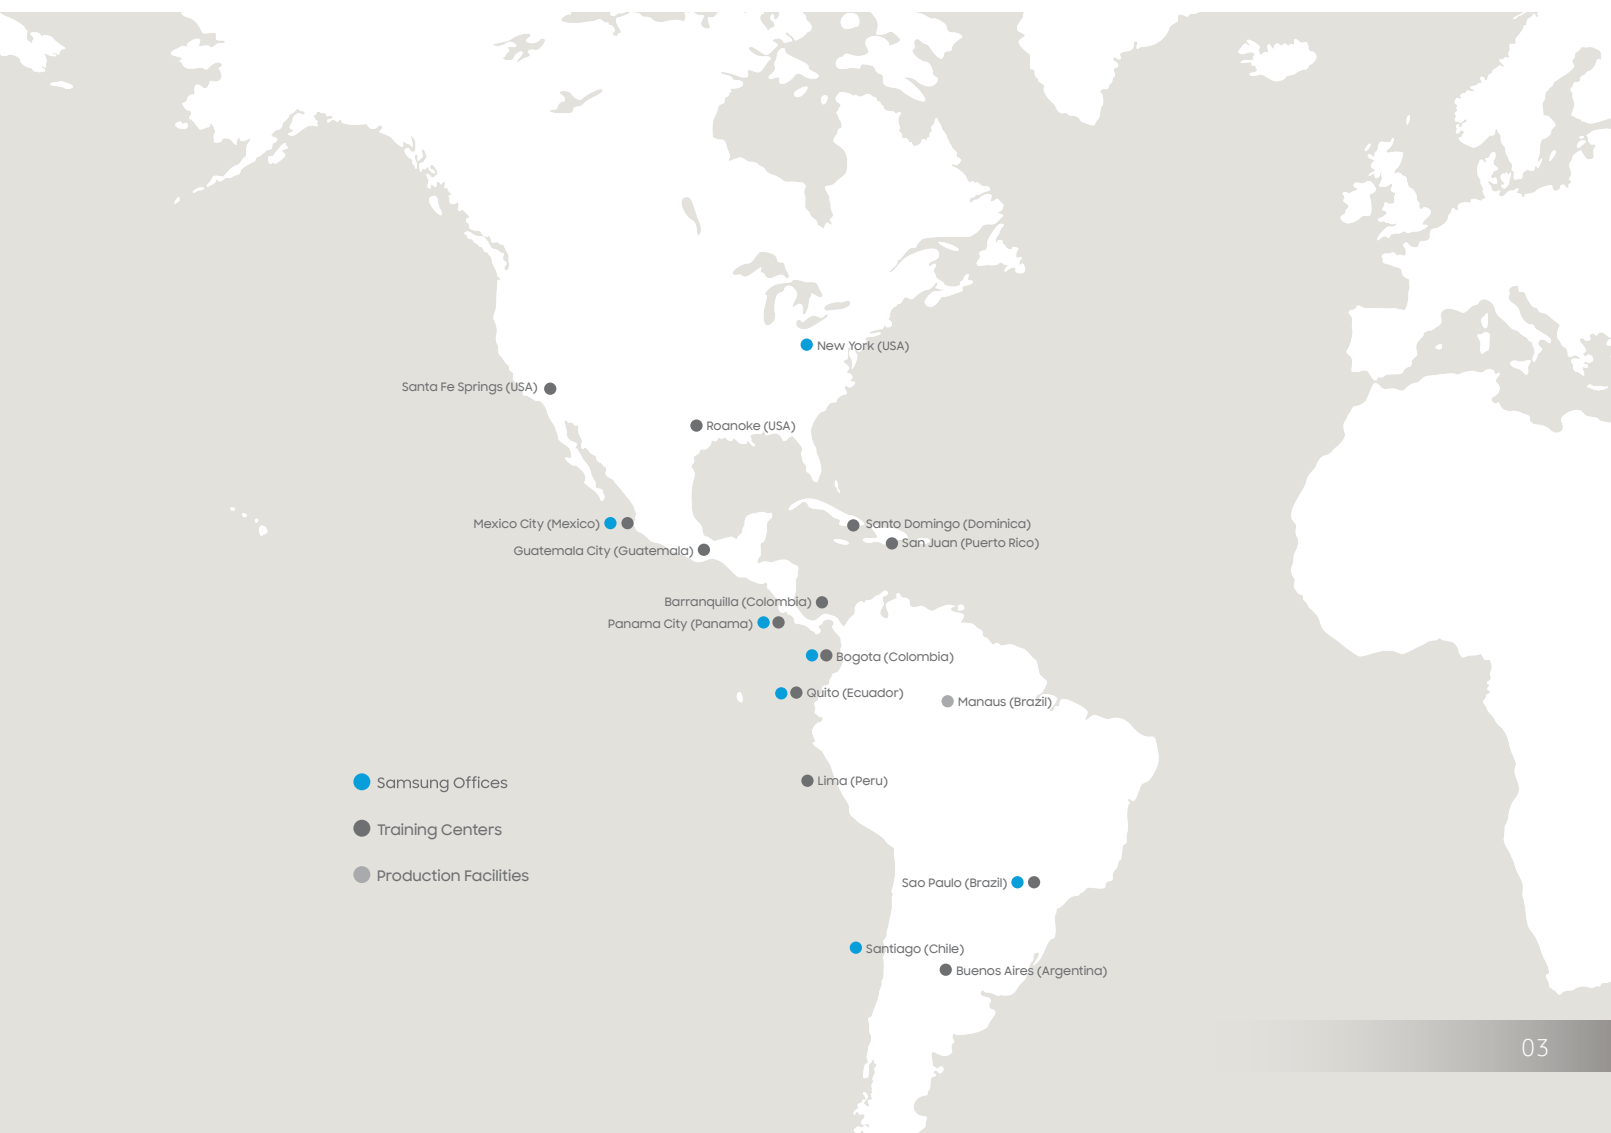 New York (USA)
Santa Fe Springs (USA)
Roanoke (USA)
Mexico City (Mexico)
Santo Domingo (Dominica)
San Juan (Puerto Rico)
Guatemala City (Guatemala)
Barranquilla (Colombia)
Panama City (Panama)
Bogota (Colombia)
Quito (Ecuador)
Manaus (Brazil)
Lima (Peru)
Samsung Offices
Training Centers
Production Facilities
Sao Paulo (Brazil)
Santiago (Chile)
Buenos Aires (Argentina)
03